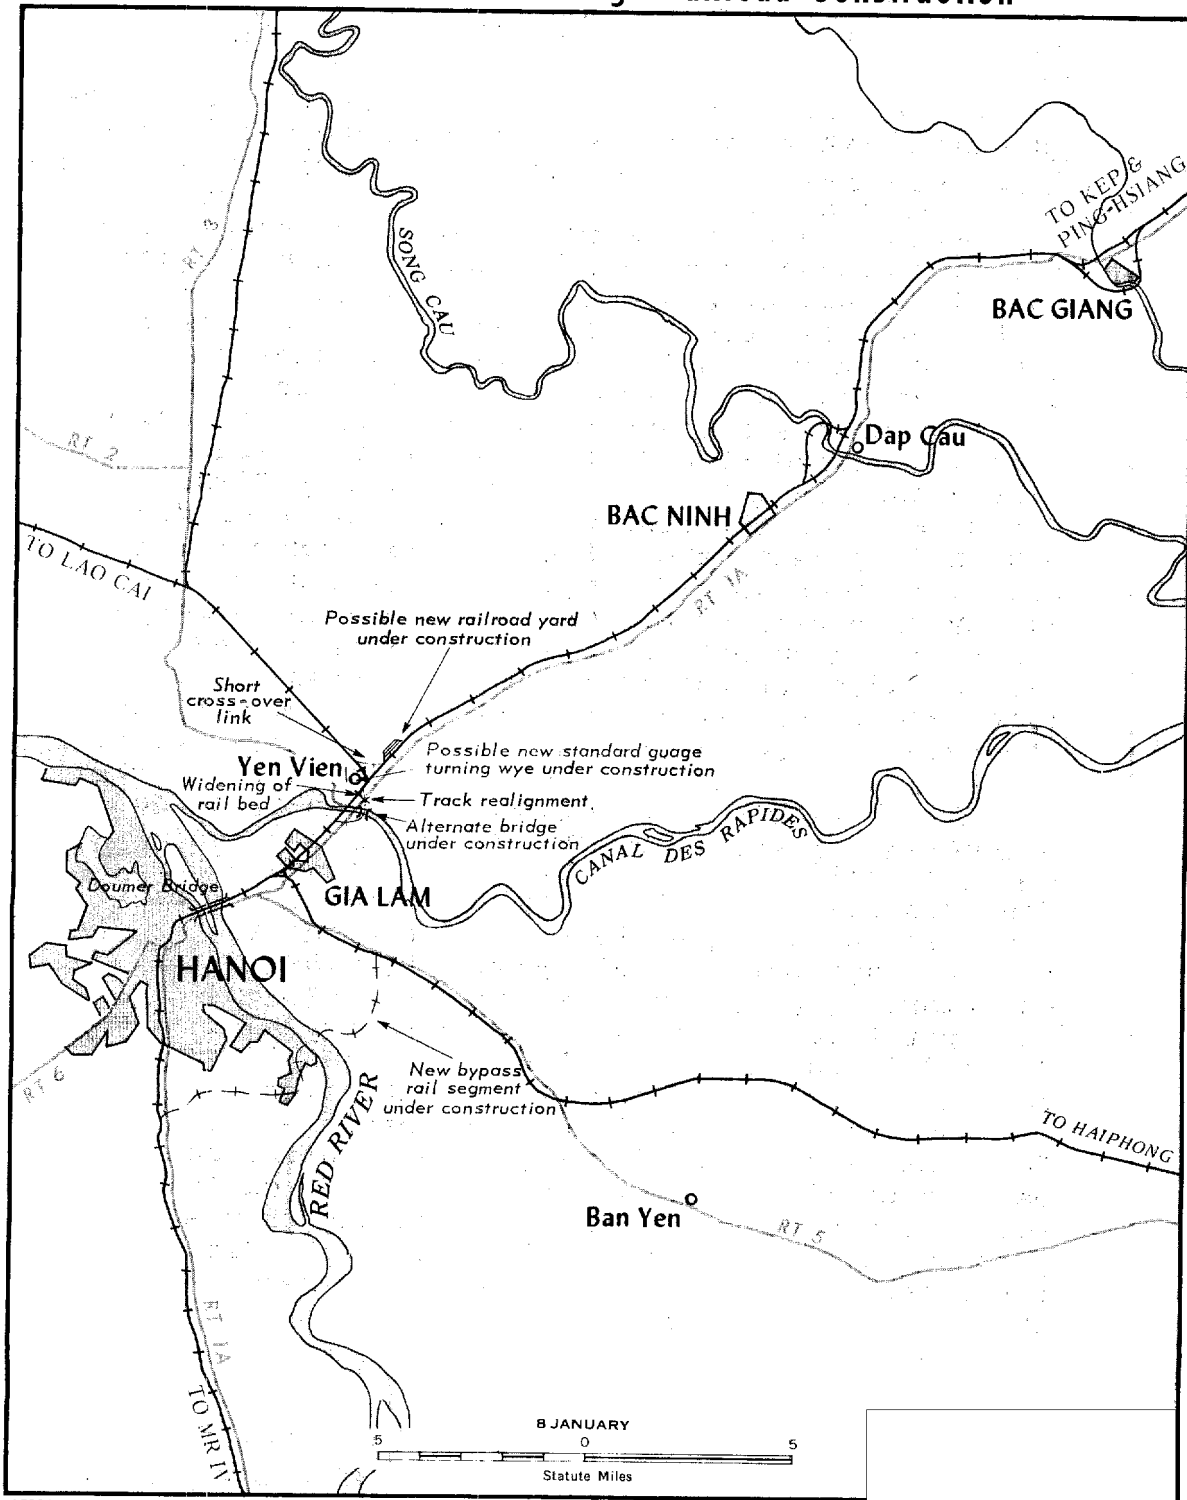 Construction
TO KEP &
PING-HSIANG
RT 3
SONG CAU
BAC GIANG
RT 2
Dap Cau
BAC NINH
TO LAO CAI
RT 1A
Possible new railroad yard
under construction
Short
cross-over
link
Yen Vien
Possible new standard guage
turning wye under construction
Widening of
rail bed
Track realignment
Alternate bridge
under construction
CANAL DES RAPIDES
Doumer Bridge
GIA LAM
HANOI
RT 6
New bypass
rail segment
under construction
RED RIVER
TO HAIPHONG
Ban Yen
RT 5
RT 1A
TO MR IV
8 JANUARY
5 0 5
Statute Miles